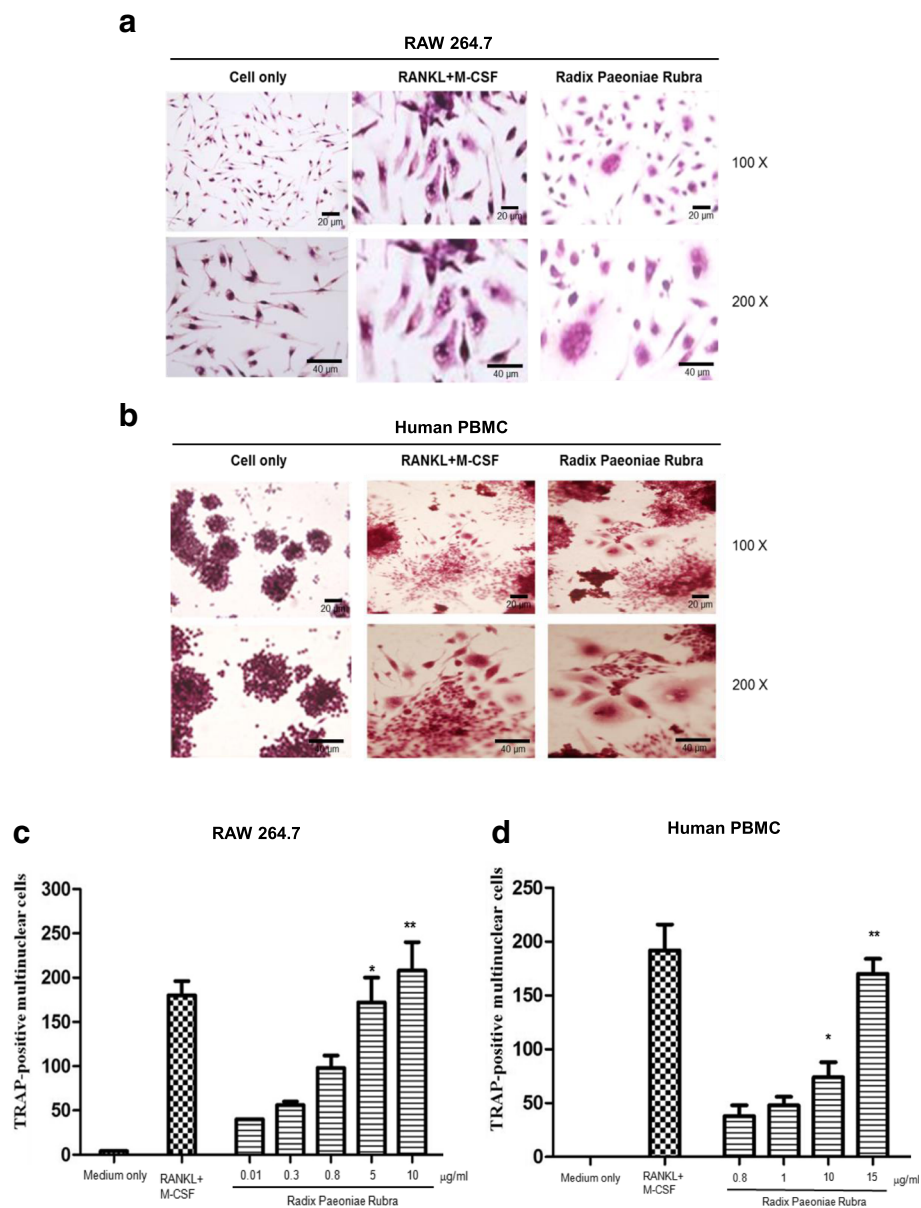 a
RAW 264.7
Cell only RANKL+M-CSF Radix Paeoniae Rubra
20 µm 20 µm 20 µm 100 X
40 µm 40 µm 40 µm 200 X
b
Human PBMC
Cell only RANKL+M-CSF Radix Paeoniae Rubra
20 µm 20 µm 100 X
40 µm 40 µm 40 µm 200 X
c
RAW 264.7
TRAP-positive multinuclear cells
300
250
200
150
100
50
0
* **
Medium only RANKL+ M-CSF 0.01 0.3 0.8 5 10 µg/ml
Radix Paeoniae Rubra
d
Human PBMC
TRAP-positive multinuclear cells
250
200
150
100
50
0
* **
Medium only RANKL+ M-CSF 0.8 1 10 15 µg/ml
Radix Paeoniae Rubra